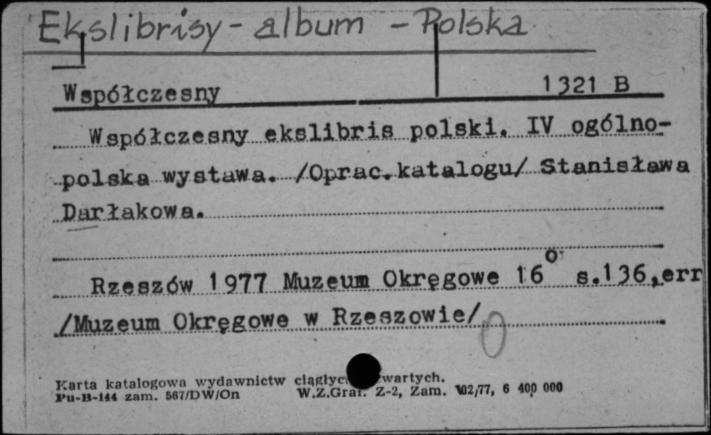 Ekslibrisy - album - Polska
Współczesny 1321 B
Współczesny ekslibris polski. IV ogólno-
polska wystawa. /Oprac.katalogu/ Stanisława
Darłakowa.
Rzeszów 1977 Muzeum Okręgowe 16° s.136,err
/Muzeum Okręgowe w Rzeszowie/
Karta katalogowa wydawnictw
Pu-B-144 zam. 567/DW/On W.Z.Graf. Z-2, Zam. 102/77, 6 400 000